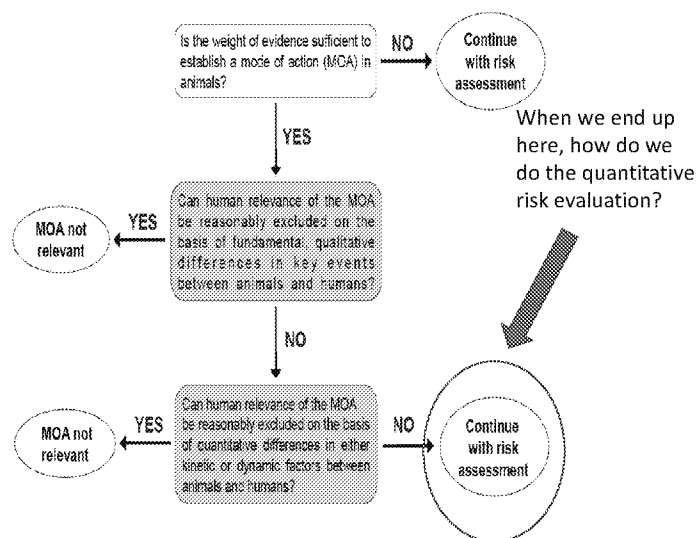 Is the weight of evidence sufficient to
establish a mode of action (MOA) in
animals?
NO
Continue
with risk
assessment
When we end up
here, how do we
do the quantitative
risk evaluation?
YES
Can human relevance of the MOA
be reasonably excluded on the
basis of fundamental, qualitative
differences in key events
between animals and humans?
YES
MOA not
relevant
NO
Can human relevance of the MOA
be reasonably excluded on the basis
of quantitative differences in either
kinetic or dynamic factors between
animals and humans?
YES
MOA not
relevant
NO
Continue
with risk
assessment